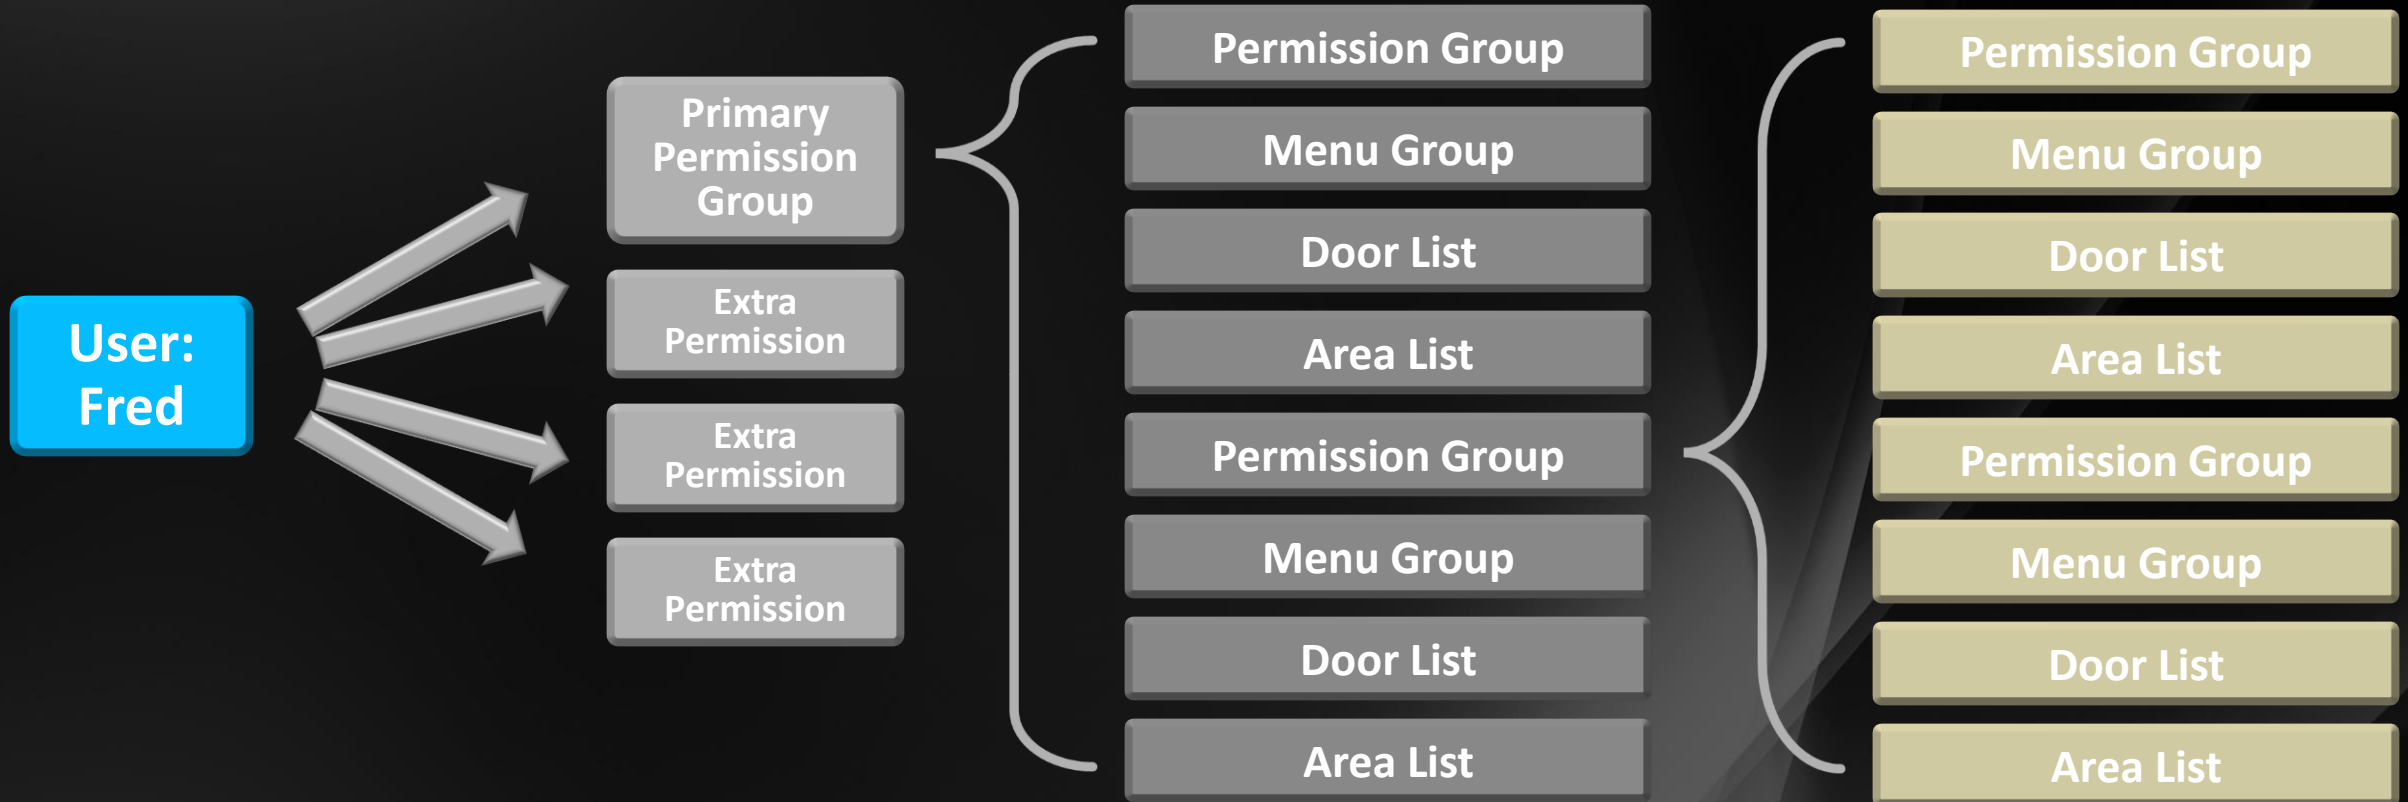 User:
Fred
Primary
Permission
Group
Extra
Permission
Extra
Permission
Extra
Permission
Permission Group
Menu Group
Door List
Area List
Permission Group
Menu Group
Door List
Area List
Permission Group
Menu Group
Door List
Area List
Permission Group
Menu Group
Door List
Area List